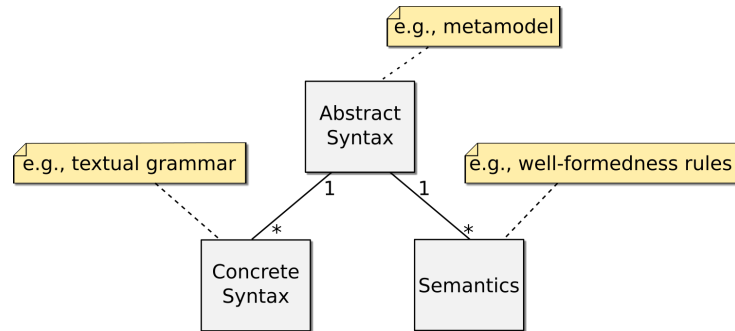 e.g., metamodel
Abstract
Syntax
e.g., textual grammar
e.g., well-formedness rules
1
1
*
*
Concrete
Syntax
Semantics